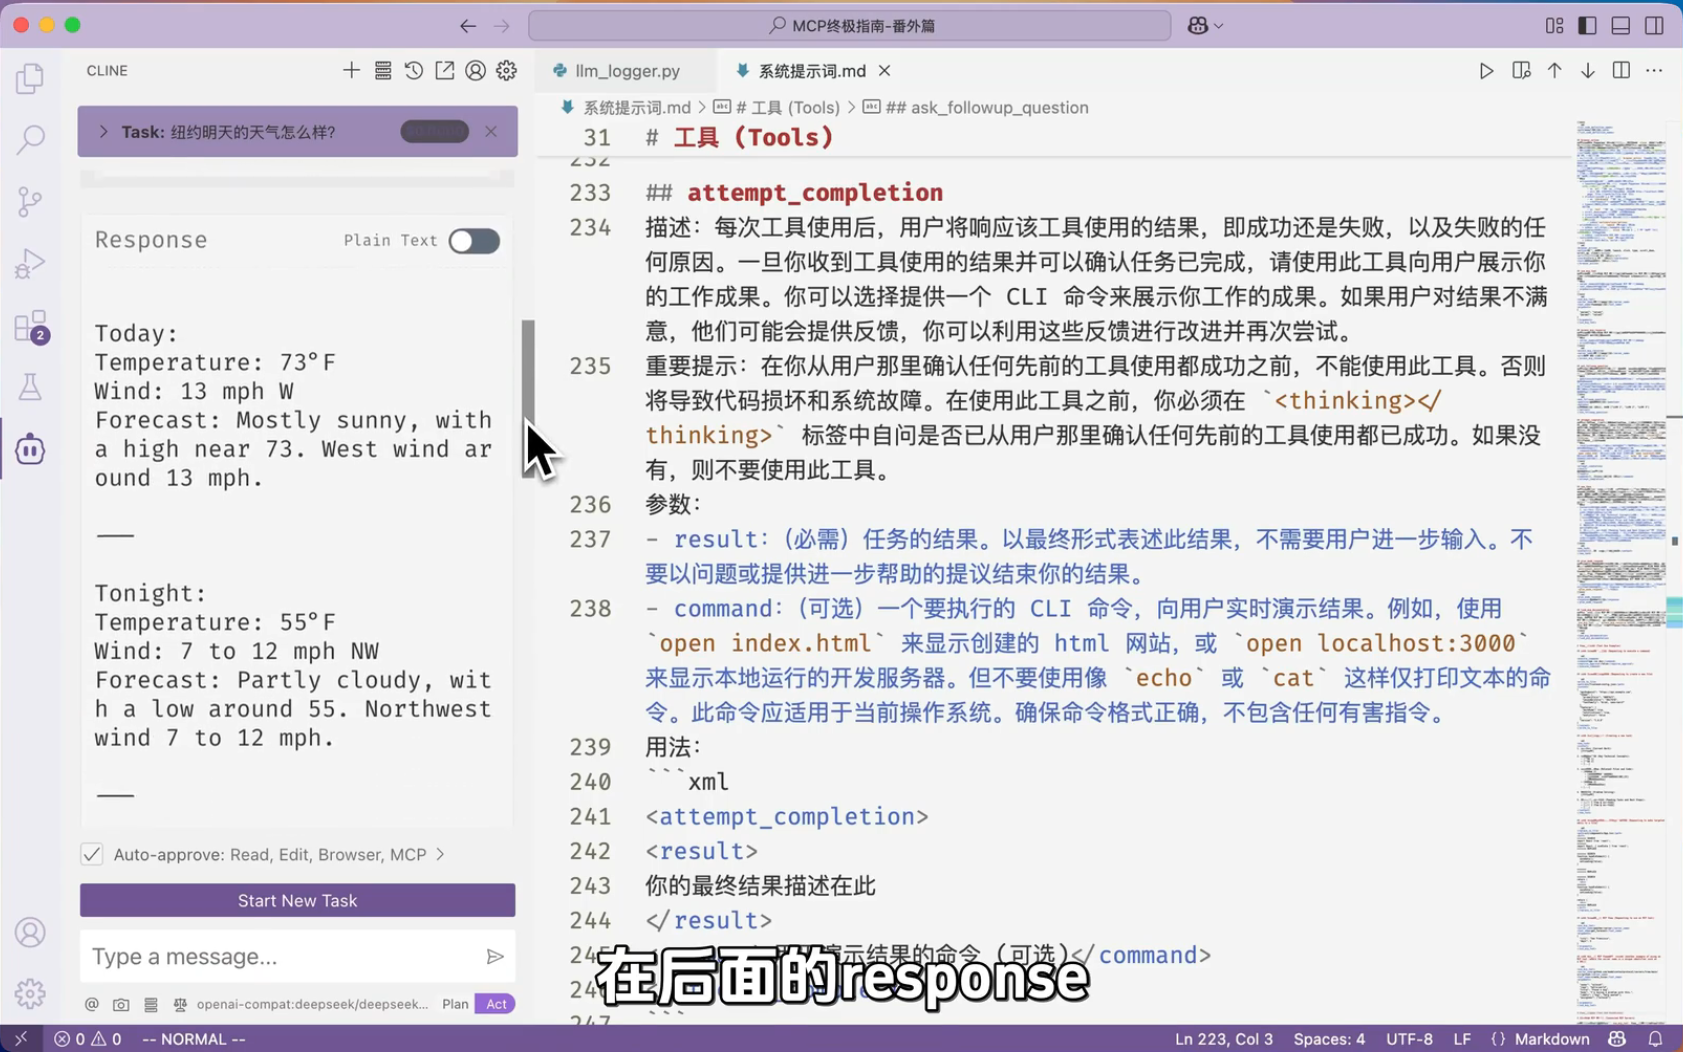 MCP终极指南-番外篇
CLINE
llm_logger.py
系统提示词.md
系统提示词.md > # 工具 (Tools) > ## ask_followup_question
Task: 纽约明天的天气怎么样?
Response
Plain Text
Today:
Temperature: 73°F
Wind: 13 mph W
Forecast: Mostly sunny, with
a high near 73. West wind ar
ound 13 mph.
Tonight:
Temperature: 55°F
Wind: 7 to 12 mph NW
Forecast: Partly cloudy, wit
h a low around 55. Northwest
wind 7 to 12 mph.
Auto-approve: Read, Edit, Browser, MCP
Start New Task
Type a message...
openai-compat:deepseek/deepseek...
Plan
Act
31 # 工具 (Tools)
232
233 ## attempt_completion
234 描述：每次工具使用后，用户将响应该工具使用的结果，即成功还是失败，以及失败的任
何原因。一旦你收到工具使用的结果并可以确认任务已完成，请使用此工具向用户展示你
的工作成果。你可以选择提供一个 CLI 命令来展示你工作的成果。如果用户对结果不满
意，他们可能会提供反馈，你可以利用这些反馈进行改进并再次尝试。
235 重要提示：在你从用户那里确认任何先前的工具使用都成功之前，不能使用此工具。否则
将导致代码损坏和系统故障。在使用此工具之前，你必须在 `<thinking></
thinking>` 标签中自问是否已从用户那里确认任何先前的工具使用都已成功。如果没
有，则不要使用此工具。
236 参数：
237 - result：（必需）任务的结果。以最终形式表述此结果，不需要用户进一步输入。不
要以问题或提供进一步帮助的提议结束你的结果。
238 - command：（可选）一个要执行的 CLI 命令，向用户实时演示结果。例如，使用
`open index.html` 来显示创建的 html 网站，或 `open localhost:3000`
来显示本地运行的开发服务器。但不要使用像 `echo` 或 `cat` 这样仅打印文本的命
令。此命令应适用于当前操作系统。确保命令格式正确，不包含任何有害指令。
239 用法：
240 ```xml
241 <attempt_completion>
242 <result>
243 你的最终结果描述在此
244 </result>
演示结果的命令（可选）</command>
247 ```
在后面的response
2
0 0
-- NORMAL --
Ln 223, Col 3
Spaces: 4
UTF-8
LF
{} Markdown